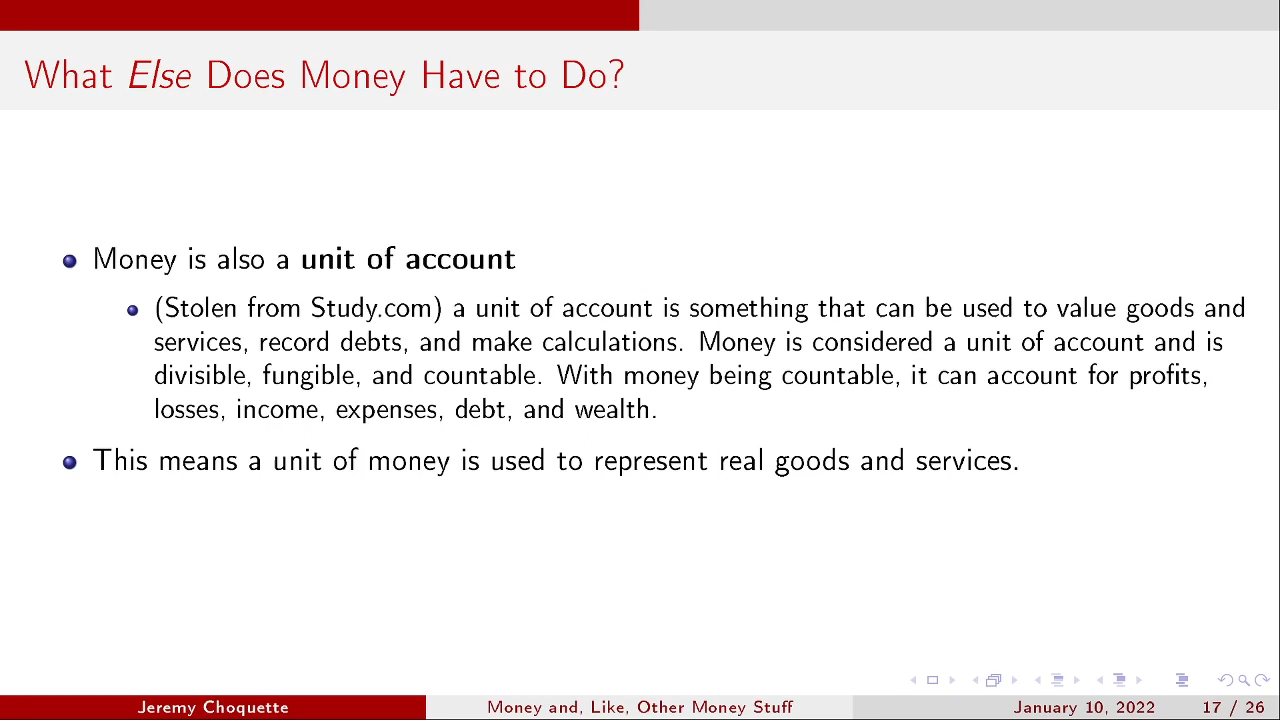 What Else Does Money Have to Do?
Money is also a unit of account
(Stolen from Study.com) a unit of account is something that can be used to value goods and
services, record debts, and make calculations. Money is considered a unit of account and is
divisible, fungible, and countable. With money being countable, it can account for profits,
losses, income, expenses, debt, and wealth.
This means a unit of money is used to represent real goods and services.
Jeremy Choquette
Money and, Like, Other Money Stuff
January 10, 2022
17 / 26